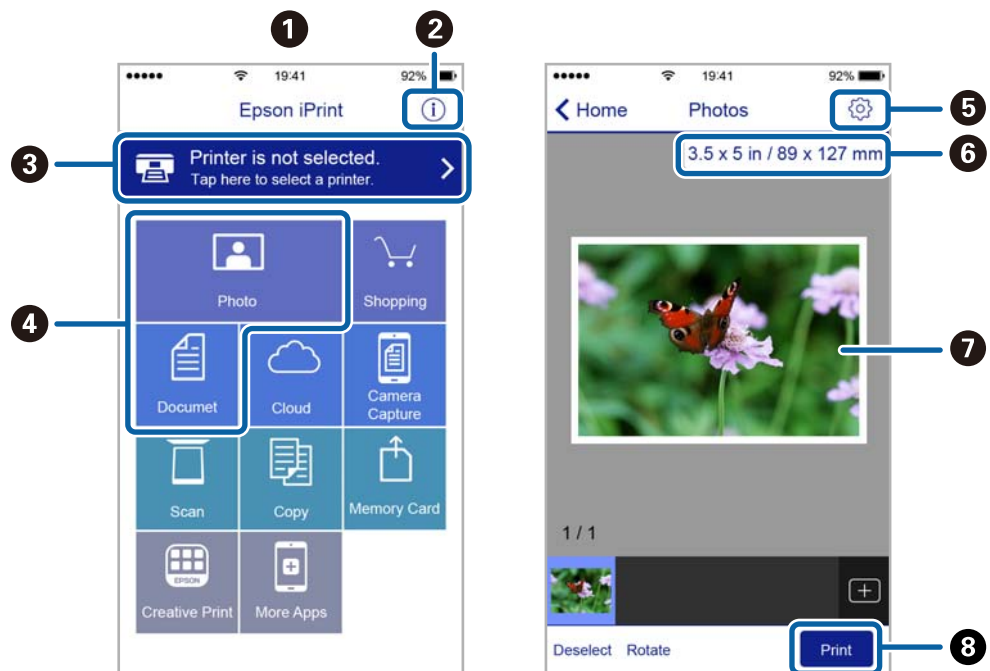 1
2
19:41
92%
Epson iPrint
i
3
Printer is not selected.
Tap here to select a printer.
4
Photo
Shopping
Documet
Cloud
Camera
Capture
Scan
Copy
Memory Card
EPSON
Creative Print
More Apps
19:41
92%
Home
Photos
5
3.5 x 5 in / 89 x 127 mm
6
7
1 / 1
Deselect
Rotate
Print
8